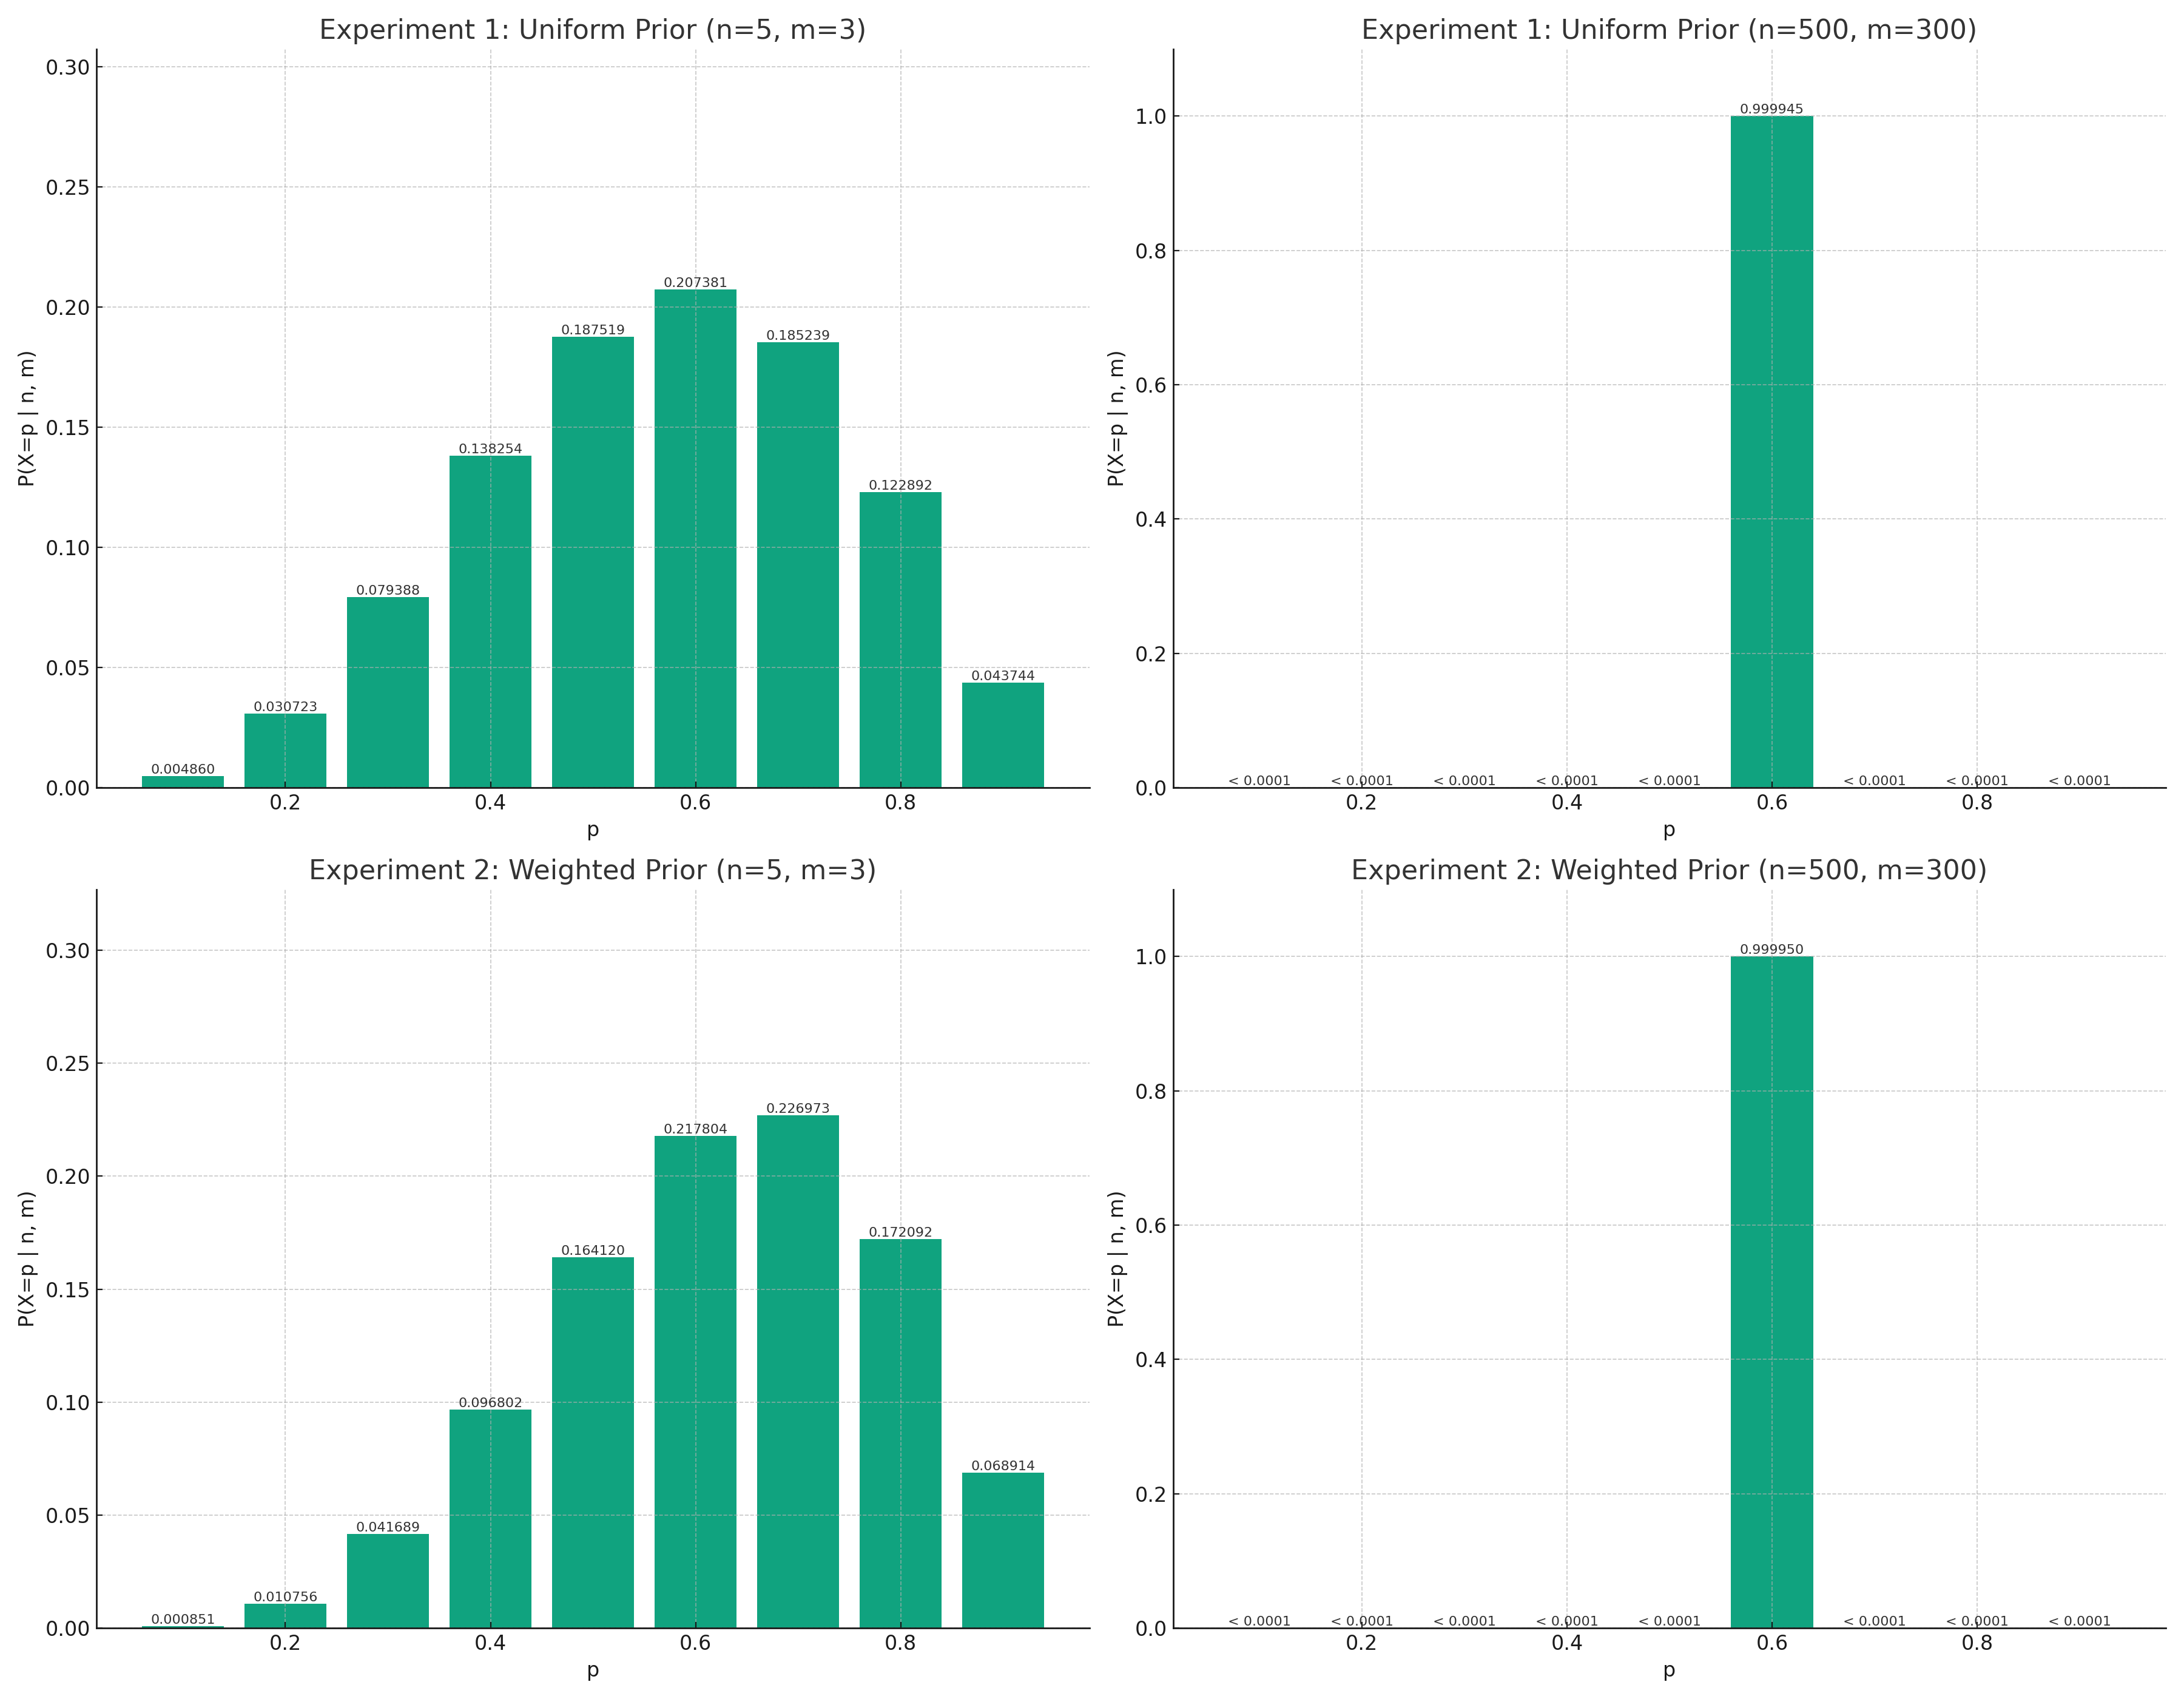 Experiment 1: Uniform Prior (n=5, m=3)
P(X=p | n, m)
0.30
0.25
0.20
0.15
0.10
0.05
0.00
0.004860
0.030723
0.079388
0.138254
0.187519
0.207381
0.185239
0.122892
0.043744
0.2 0.4 0.6 0.8
p
Experiment 1: Uniform Prior (n=500, m=300)
P(X=p | n, m)
1.0
0.8
0.6
0.4
0.2
0.0
< 0.0001 < 0.0001 < 0.0001 < 0.0001 < 0.0001 0.999945 < 0.0001 < 0.0001 < 0.0001
0.2 0.4 0.6 0.8
p
Experiment 2: Weighted Prior (n=5, m=3)
P(X=p | n, m)
0.30
0.25
0.20
0.15
0.10
0.05
0.00
0.000851
0.010756
0.041689
0.096802
0.164120
0.217804
0.226973
0.172092
0.068914
0.2 0.4 0.6 0.8
p
Experiment 2: Weighted Prior (n=500, m=300)
P(X=p | n, m)
1.0
0.8
0.6
0.4
0.2
0.0
< 0.0001 < 0.0001 < 0.0001 < 0.0001 < 0.0001 0.999950 < 0.0001 < 0.0001 < 0.0001
0.2 0.4 0.6 0.8
p